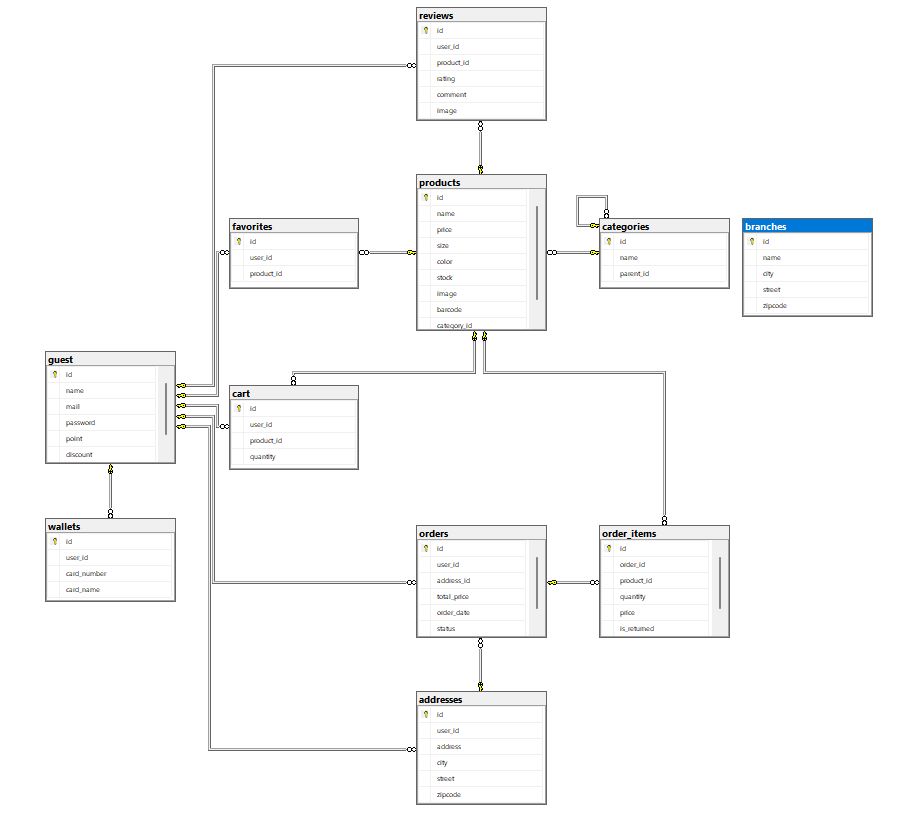 reviews
id
user_id
product_id
rating
comment
image
products
id
name
price
size
color
stock
image
barcode
category_id
favorites
id
user_id
product_id
categories
id
name
parent_id
branches
id
name
city
street
zipcode
guest
id
name
mail
password
point
discount
cart
id
user_id
product_id
quantity
wallets
id
user_id
card_number
card_name
orders
id
user_id
address_id
total_price
order_date
status
order_items
id
order_id
product_id
quantity
price
is_returned
addresses
id
user_id
address
city
street
zipcode